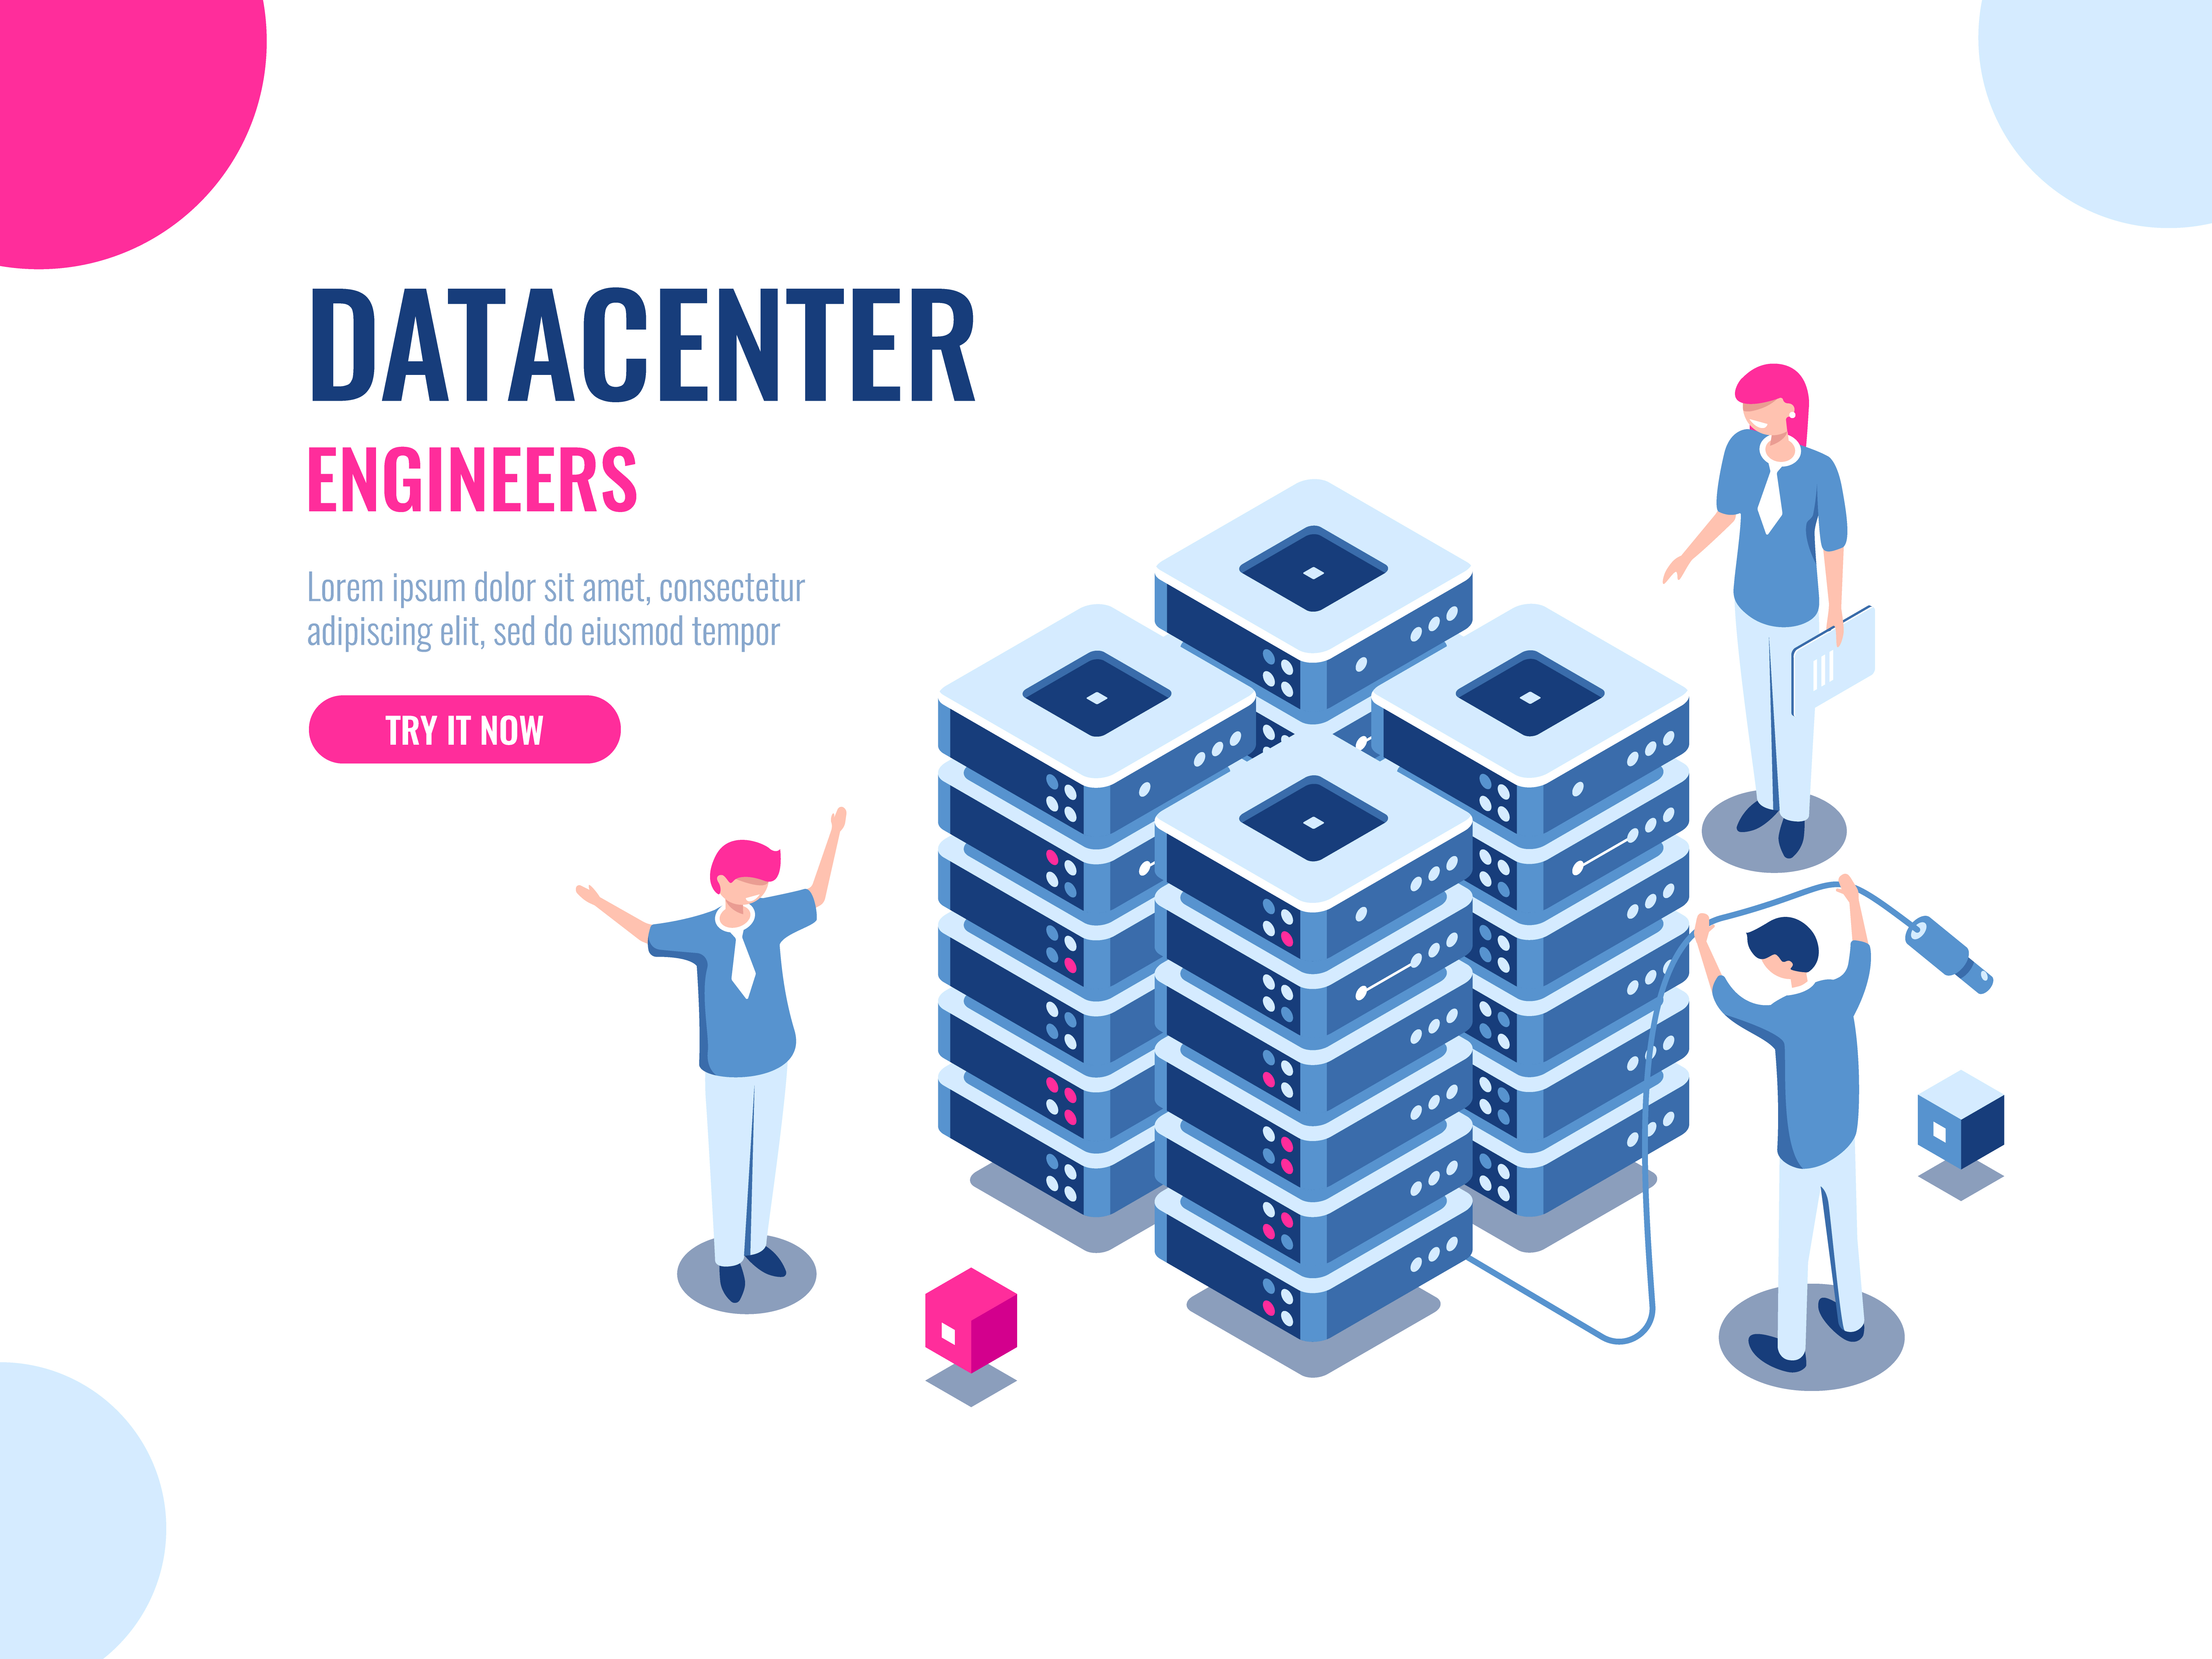 DATACENTER
ENGINEERS
Lorem ipsum dolor sit amet, consectetur
adipiscing elit, sed do eiusmod tempor
TRY IT NOW